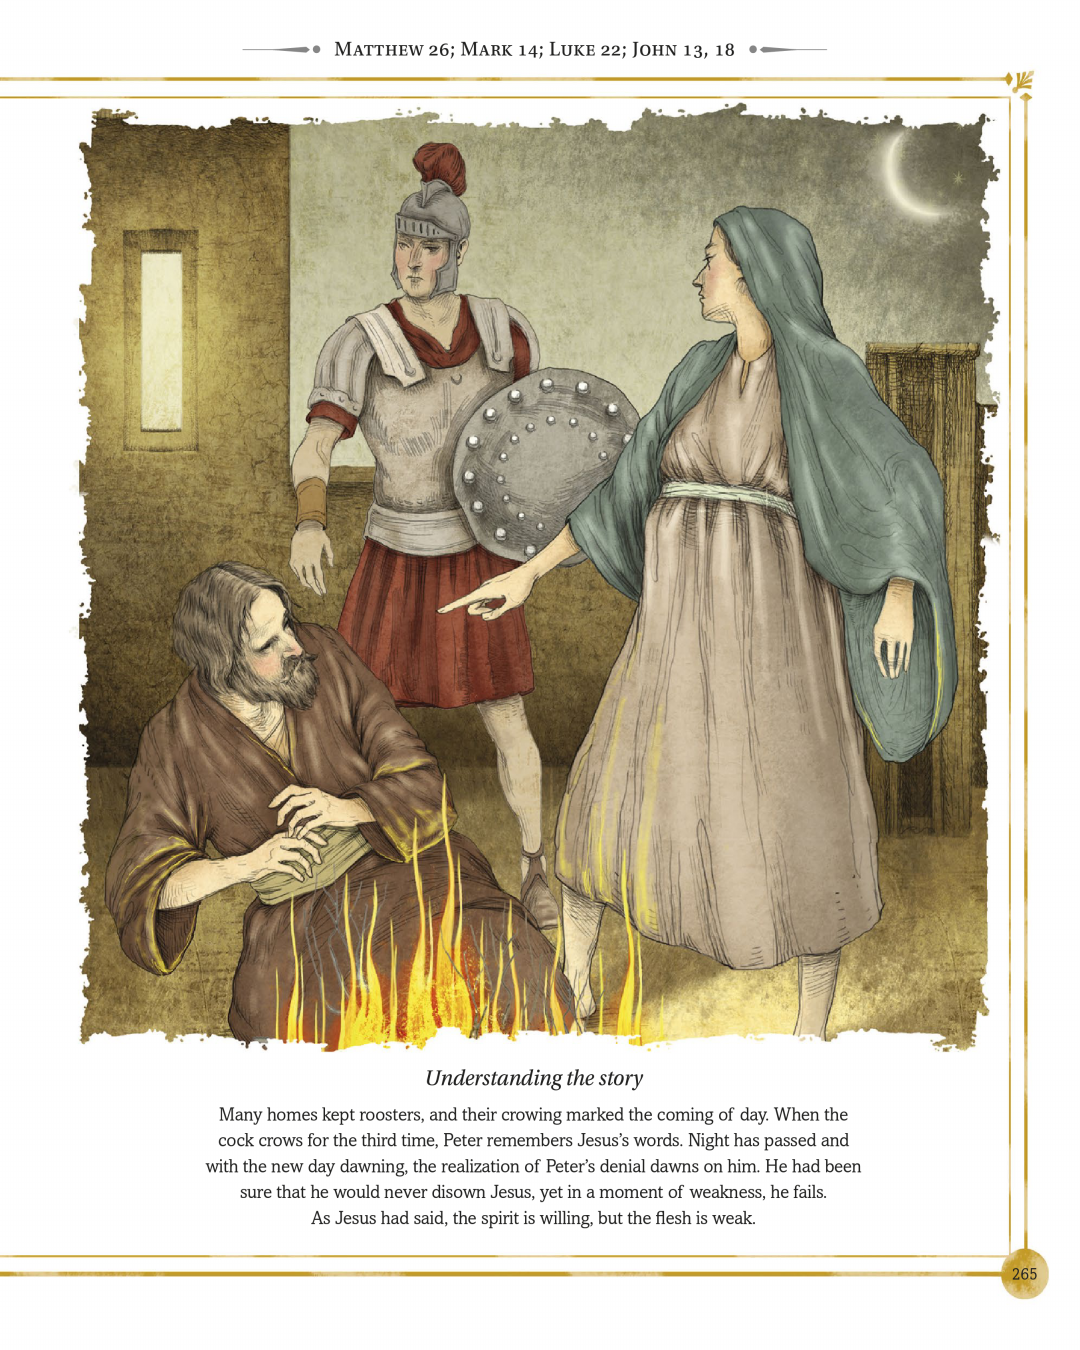 Matthew 26; Mark 14; Luke 22; John 13, 18
Understanding the story
Many homes kept roosters, and their crowing marked the coming of day. When the
cock crows for the third time, Peter remembers Jesus’s words. Night has passed and
with the new day dawning, the realization of Peter’s denial dawns on him. He had been
sure that he would never disown Jesus, yet in a moment of weakness, he fails.
As Jesus had said, the spirit is willing, but the flesh is weak.
265